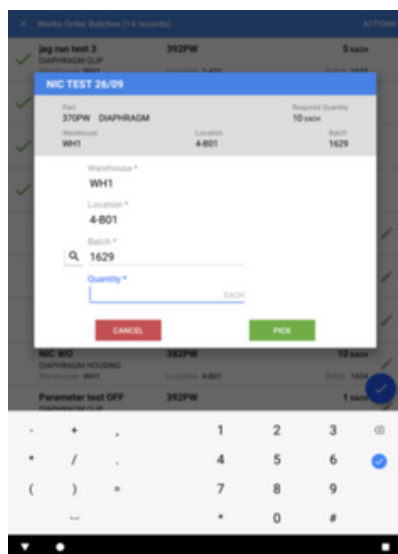 × Works Order Batches (14 records) ACTIONS
jag run test 3 392PW 5 EACH
DIAPHRAGM CLIP
NIC TEST 26/09
Part Required Quantity
370PW DIAPHRAGM 10 EACH
Warehouse Location Batch
WH1 4-B01 1629
Warehouse *
WH1
Location *
4-B01
Batch *
1629
Quantity *
EACH
CANCEL PICK
NIC WO 382PW 10 EACH
DIAPHRAGM HOUSING
Warehouse WH1 Location 4-B01 Batch 1634
Parameter test OFF 392PW 1 EACH
DIAPHRAGM CLIP
- + , 1 2 3
* / . 4 5 6
( ) = 7 8 9
* 0 #